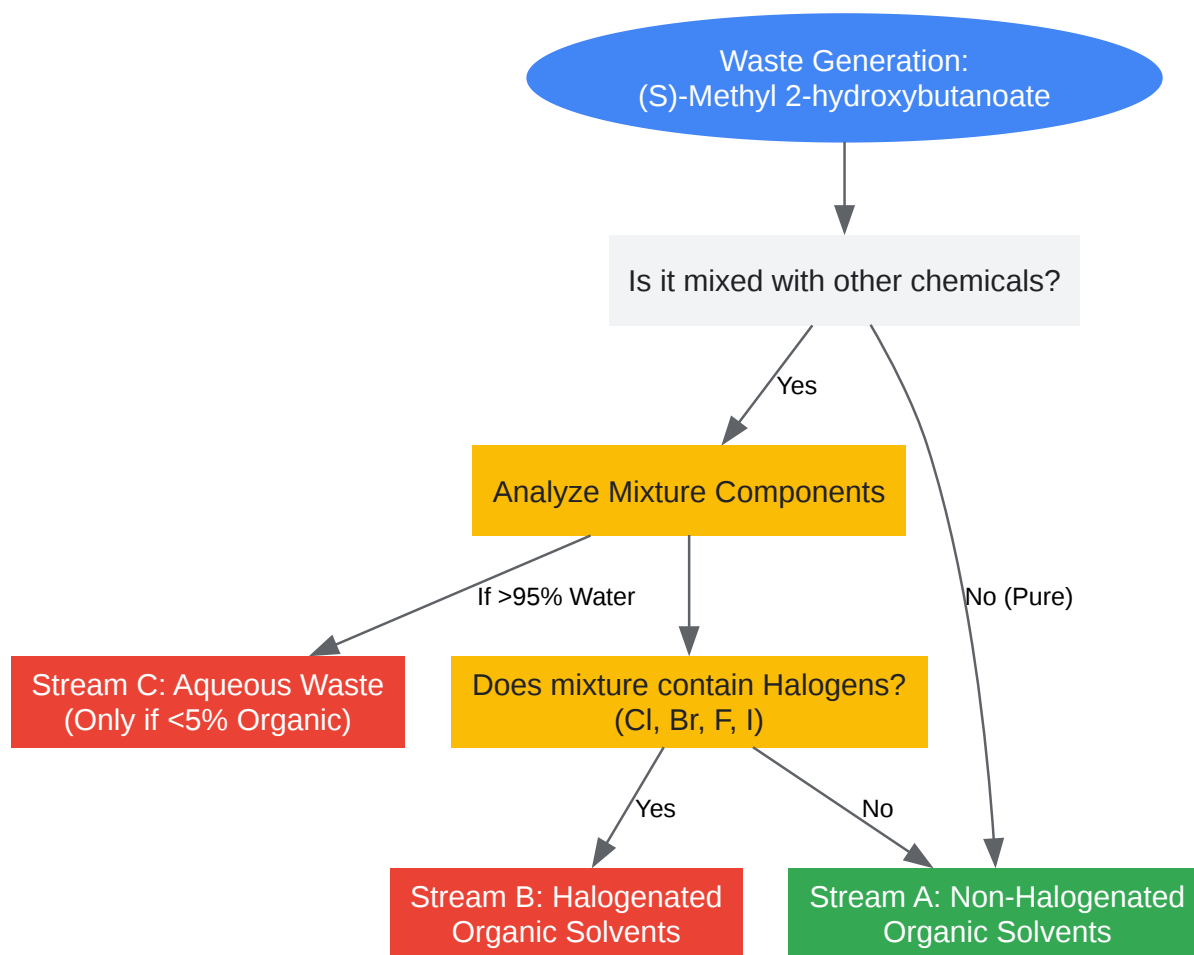 Waste Generation:
(S)-Methyl 2-hydroxybutanoate
Is it mixed with other chemicals?
Yes
Analyze Mixture Components
If >95% Water
No (Pure)
Stream C: Aqueous Waste
(Only if <5% Organic)
Does mixture contain Halogens?
(Cl, Br, F, I)
Yes
No
Stream B: Halogenated
Organic Solvents
Stream A: Non-Halogenated
Organic Solvents